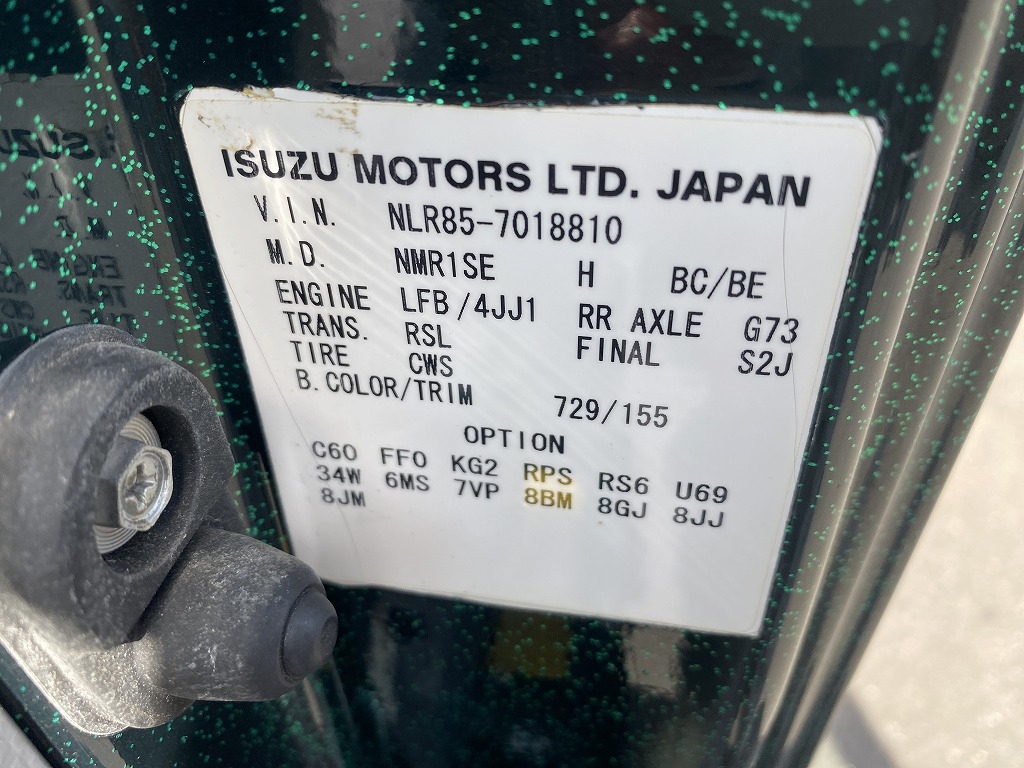 ISUZU MOTORS LTD. JAPAN
V.I.N. NLR85-7018810
M.D. NMR1SE H BC/BE
ENGINE LFB/4JJ1 RR AXLE G73
TRANS. RSL FINAL S2J
TIRE CWS
B.COLOR/TRIM 729/155
OPTION
C60 FF0 KG2 RPS RS6 U69
34W 6MS 7VP 8BM 8GJ 8JJ
8JM